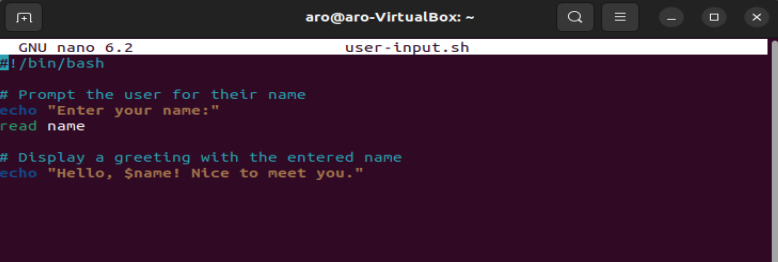 aro@aro-VirtualBox: ~
GNU nano 6.2 user-input.sh
#!/bin/bash
# Prompt the user for their name
echo "Enter your name:"
read name
# Display a greeting with the entered name
echo "Hello, $name! Nice to meet you."